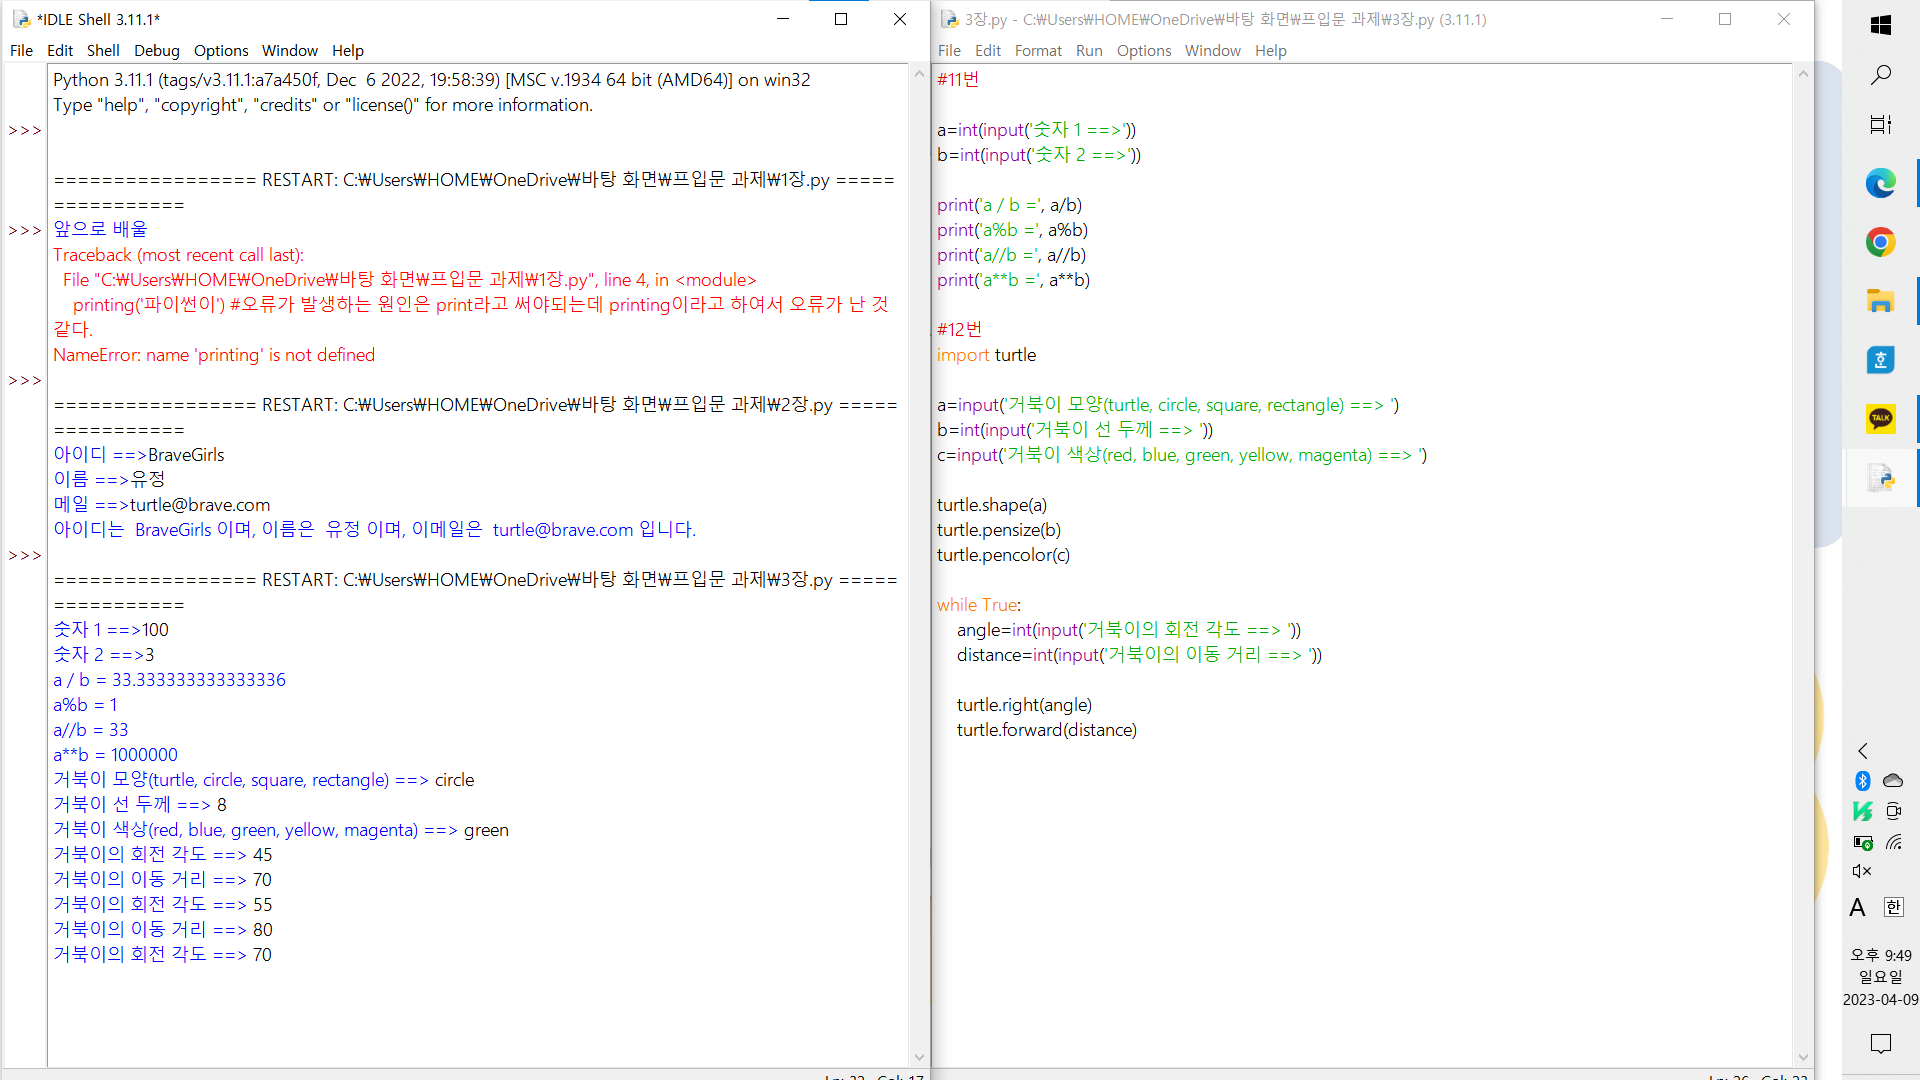 *IDLE Shell 3.11.1*
File Edit Shell Debug Options Window Help
Python 3.11.1 (tags/v3.11.1:a7a450f, Dec  6 2022, 19:58:39) [MSC v.1934 64 bit (AMD64)] on win32
Type "help", "copyright", "credits" or "license()" for more information.
>>>
================= RESTART: C:₩Users₩HOME₩OneDrive₩바탕 화면₩프입문 과제₩1장.py =====
===========
>>> 앞으로 배울
Traceback (most recent call last):
  File "C:₩Users₩HOME₩OneDrive₩바탕 화면₩프입문 과제₩1장.py", line 4, in <module>
    printing('파이썬이') #오류가 발생하는 원인은 print라고 써야되는데 printing이라고 하여서 오류가 난 것
같다.
NameError: name 'printing' is not defined
>>>
================= RESTART: C:₩Users₩HOME₩OneDrive₩바탕 화면₩프입문 과제₩2장.py =====
===========
아이디 ==>BraveGirls
이름 ==>유정
메일 ==>turtle@brave.com
아이디는  BraveGirls 이며, 이름은  유정 이며, 이메일은  turtle@brave.com 입니다.
>>>
================= RESTART: C:₩Users₩HOME₩OneDrive₩바탕 화면₩프입문 과제₩3장.py =====
===========
숫자 1 ==>100
숫자 2 ==>3
a / b = 33.333333333333336
a%b = 1
a//b = 33
a**b = 1000000
거북이 모양(turtle, circle, square, rectangle) ==> circle
거북이 선 두께 ==> 8
거북이 색상(red, blue, green, yellow, magenta) ==> green
거북이의 회전 각도 ==> 45
거북이의 이동 거리 ==> 70
거북이의 회전 각도 ==> 55
거북이의 이동 거리 ==> 80
거북이의 회전 각도 ==> 70
3장.py - C:₩Users₩HOME₩OneDrive₩바탕 화면₩프입문 과제₩3장.py (3.11.1)
File Edit Format Run Options Window Help
#11번
a=int(input('숫자 1 ==>'))
b=int(input('숫자 2 ==>'))
print('a / b =', a/b)
print('a%b =', a%b)
print('a//b =', a//b)
print('a**b =', a**b)
#12번
import turtle
a=input('거북이 모양(turtle, circle, square, rectangle) ==> ')
b=int(input('거북이 선 두께 ==> '))
c=input('거북이 색상(red, blue, green, yellow, magenta) ==> ')
turtle.shape(a)
turtle.pensize(b)
turtle.pencolor(c)
while True:
    angle=int(input('거북이의 회전 각도 ==> '))
    distance=int(input('거북이의 이동 거리 ==> '))
    turtle.right(angle)
    turtle.forward(distance)
호
TALK
A 한
오후 9:49
일요일
2023-04-09